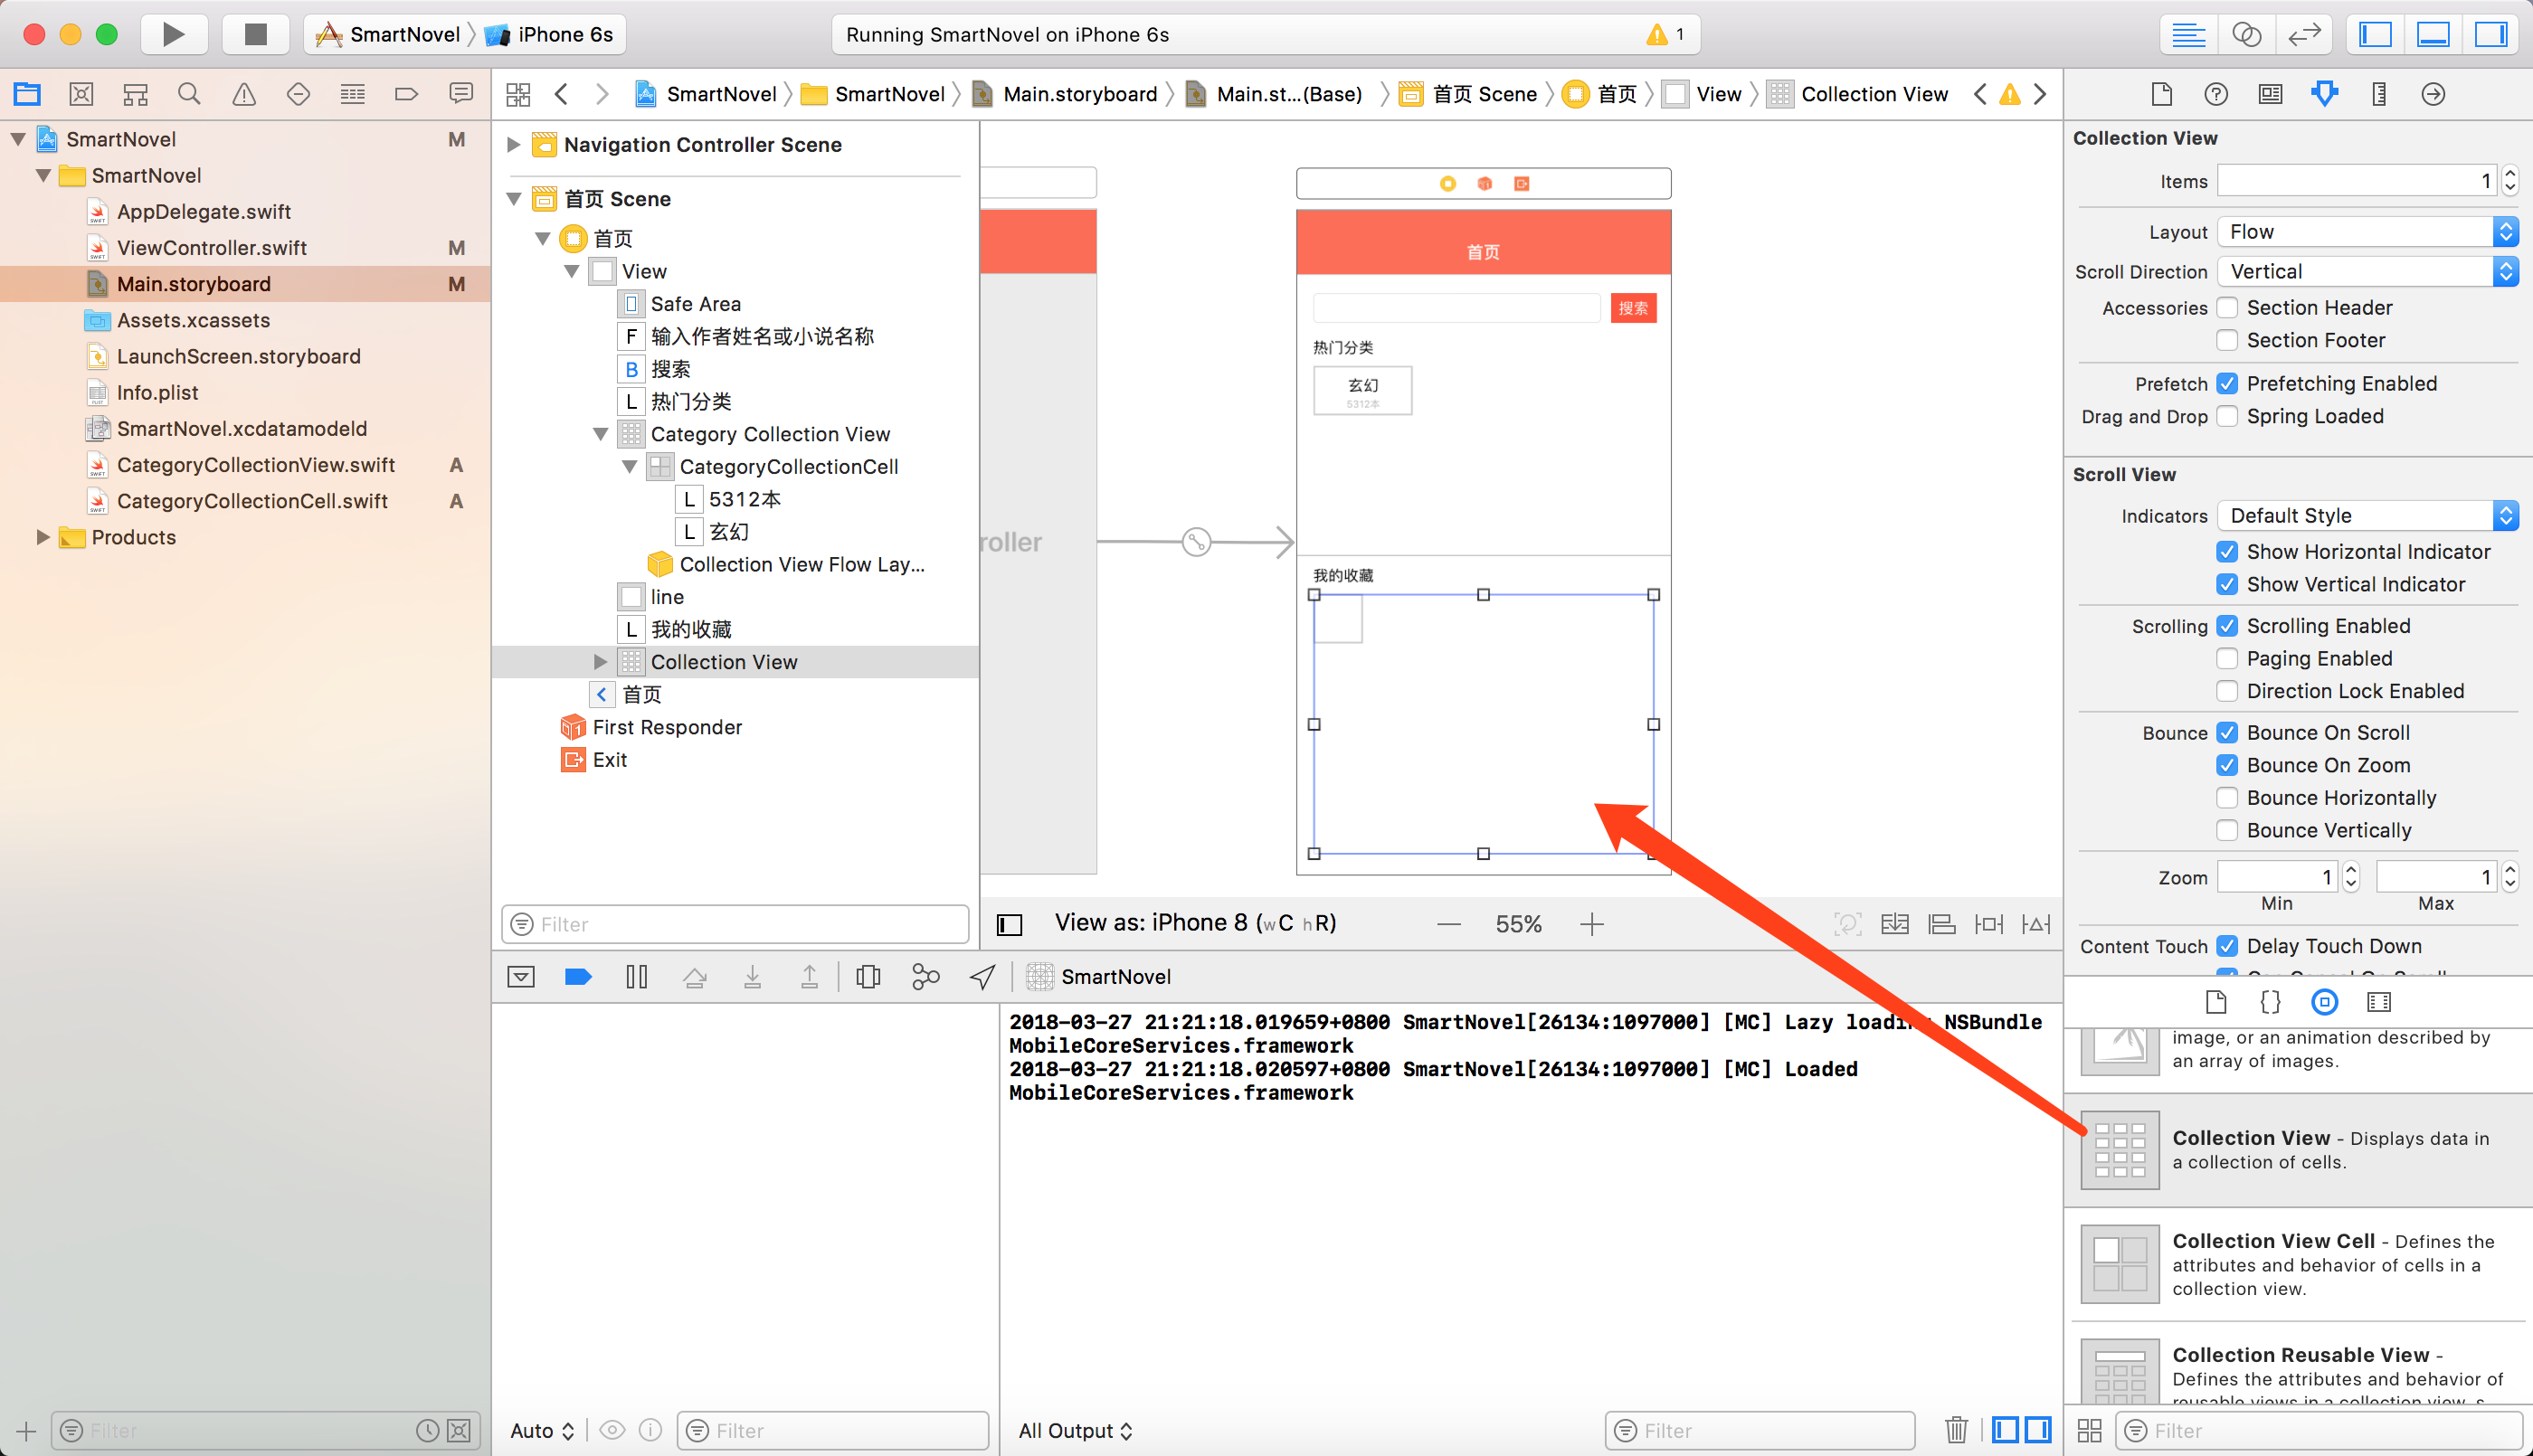 SmartNovel 〉 iPhone 6s
Running SmartNovel on iPhone 6s
1
SmartNovel 〉 SmartNovel 〉 Main.storyboard 〉 Main.st...(Base) 〉 首页 Scene 〉 首页 〉 View 〉 Collection View
SmartNovel M
SmartNovel
AppDelegate.swift
ViewController.swift M
Main.storyboard M
Assets.xcassets
LaunchScreen.storyboard
Info.plist
SmartNovel.xcdatamodeld
CategoryCollectionView.swift A
CategoryCollectionCell.swift A
Products
Filter
Navigation Controller Scene
首页 Scene
首页
View
Safe Area
F 输入作者姓名或小说名称
B 搜索
L 热门分类
Category Collection View
CategoryCollectionCell
L 5312本
L 玄幻
Collection View Flow Lay...
line
L 我的收藏
Collection View
首页
First Responder
Exit
Filter
roller
首页
搜索
热门分类
玄幻
5312本
我的收藏
View as: iPhone 8 (wC hR)
55%
SmartNovel
2018-03-27 21:21:18.019659+0800 SmartNovel[26134:1097000] [MC] Lazy loading NSBundle
MobileCoreServices.framework
2018-03-27 21:21:18.020597+0800 SmartNovel[26134:1097000] [MC] Loaded
MobileCoreServices.framework
Auto
Filter
All Output
Filter
Collection View
Items 1
Layout Flow
Scroll Direction Vertical
Accessories Section Header
Section Footer
Prefetch Prefetching Enabled
Drag and Drop Spring Loaded
Scroll View
Indicators Default Style
Show Horizontal Indicator
Show Vertical Indicator
Scrolling Scrolling Enabled
Paging Enabled
Direction Lock Enabled
Bounce Bounce On Scroll
Bounce On Zoom
Bounce Horizontally
Bounce Vertically
Zoom 1 1
Min Max
Content Touch Delay Touch Down
image, or an animation described by
an array of images.
Collection View - Displays data in
a collection of cells.
Collection View Cell - Defines the
attributes and behavior of cells in a
collection view.
Collection Reusable View -
Defines the attributes and behavior of
reusable views in a collection view, s
Filter